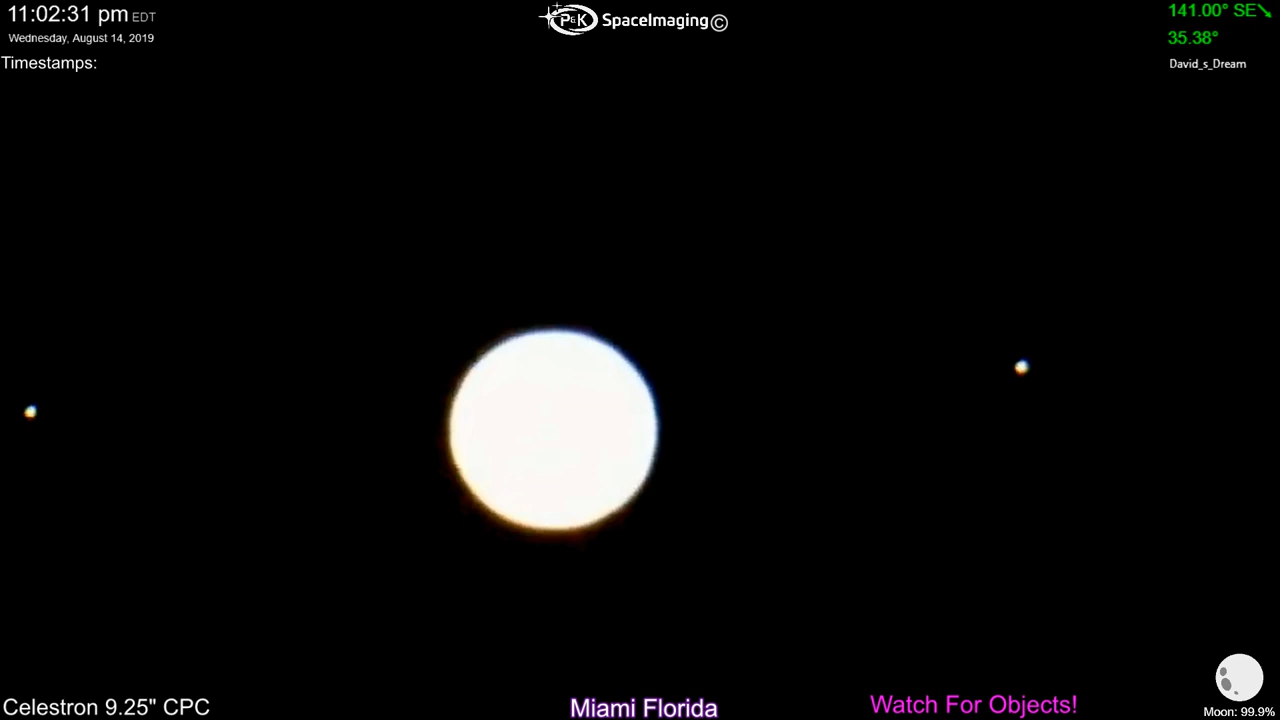 11:02:31 pm EDT
Wednesday, August 14, 2019
Timestamps:
P&K SpaceImaging©
141.00° SE↘
35.38°
David_s_Dream
Celestron 9.25" CPC
Miami Florida
Watch For Objects!
Moon: 99.9%